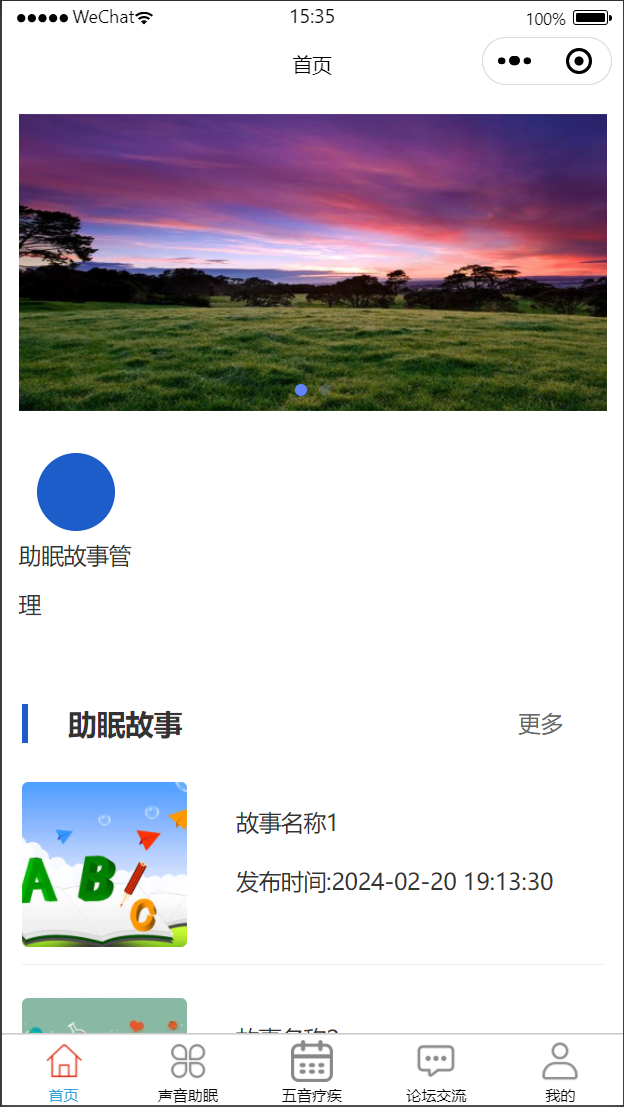 WeChat 15:35 100%
首页
助眠故事管
理
助眠故事 更多
故事名称1
发布时间:2024-02-20 19:13:30
ABC
首页 声音助眠 五音疗疾 论坛交流 我的